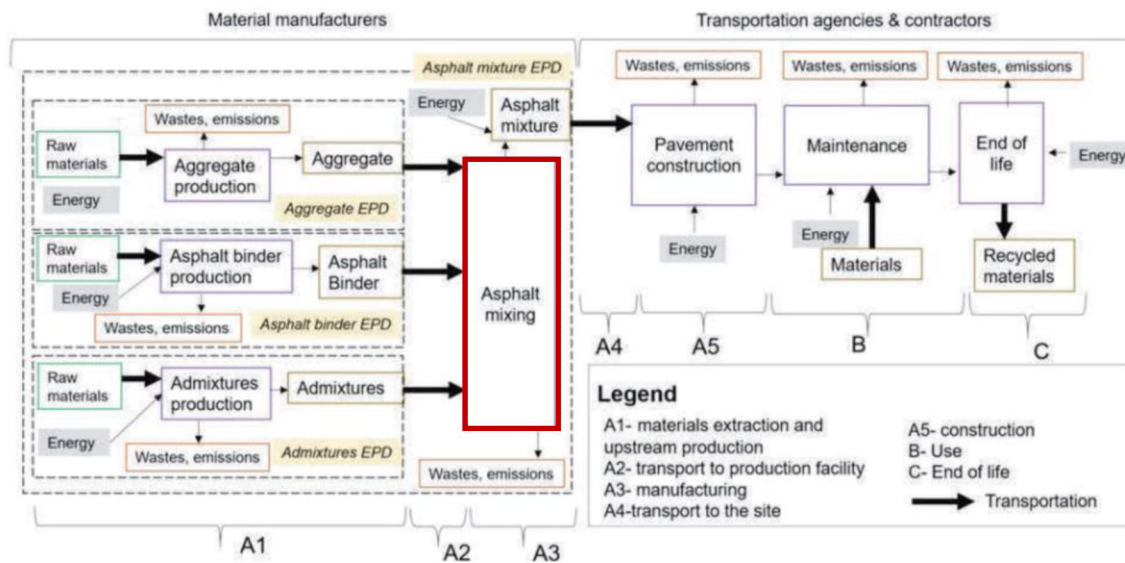 Material manufacturers
Transportation agencies & contractors
Asphalt mixture EPD
Wastes, emissions
Wastes, emissions
Wastes, emissions
Energy
Asphalt
mixture
Wastes, emissions
Raw
materials
Aggregate
production
Aggregate
Energy
Aggregate EPD
Pavement
construction
Maintenance
End of
life
Energy
Energy
Energy
Materials
Recycled
materials
Raw
materials
Asphalt binder
production
Asphalt
Binder
Energy
Wastes, emissions
Asphalt binder EPD
Asphalt
mixing
Raw
materials
Admixtures
production
Admixtures
Energy
Wastes, emissions
Admixtures EPD
Wastes, emissions
A1
A2
A3
A4
A5
B
C
Legend
A1- materials extraction and
upstream production
A2- transport to production facility
A3- manufacturing
A4-transport to the site
A5- construction
B- Use
C- End of life
Transportation